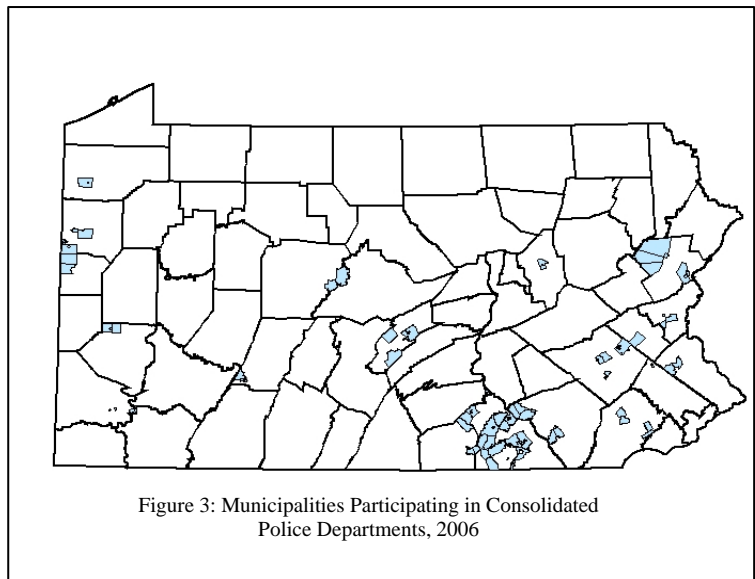 Figure 3: Municipalities Participating in Consolidated
Police Departments, 2006